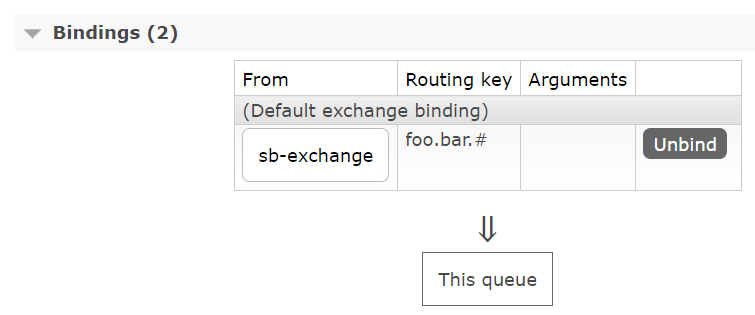 Bindings (2)
From Routing key Arguments
(Default exchange binding)
sb-exchange foo.bar.# Unbind
⇓
This queue